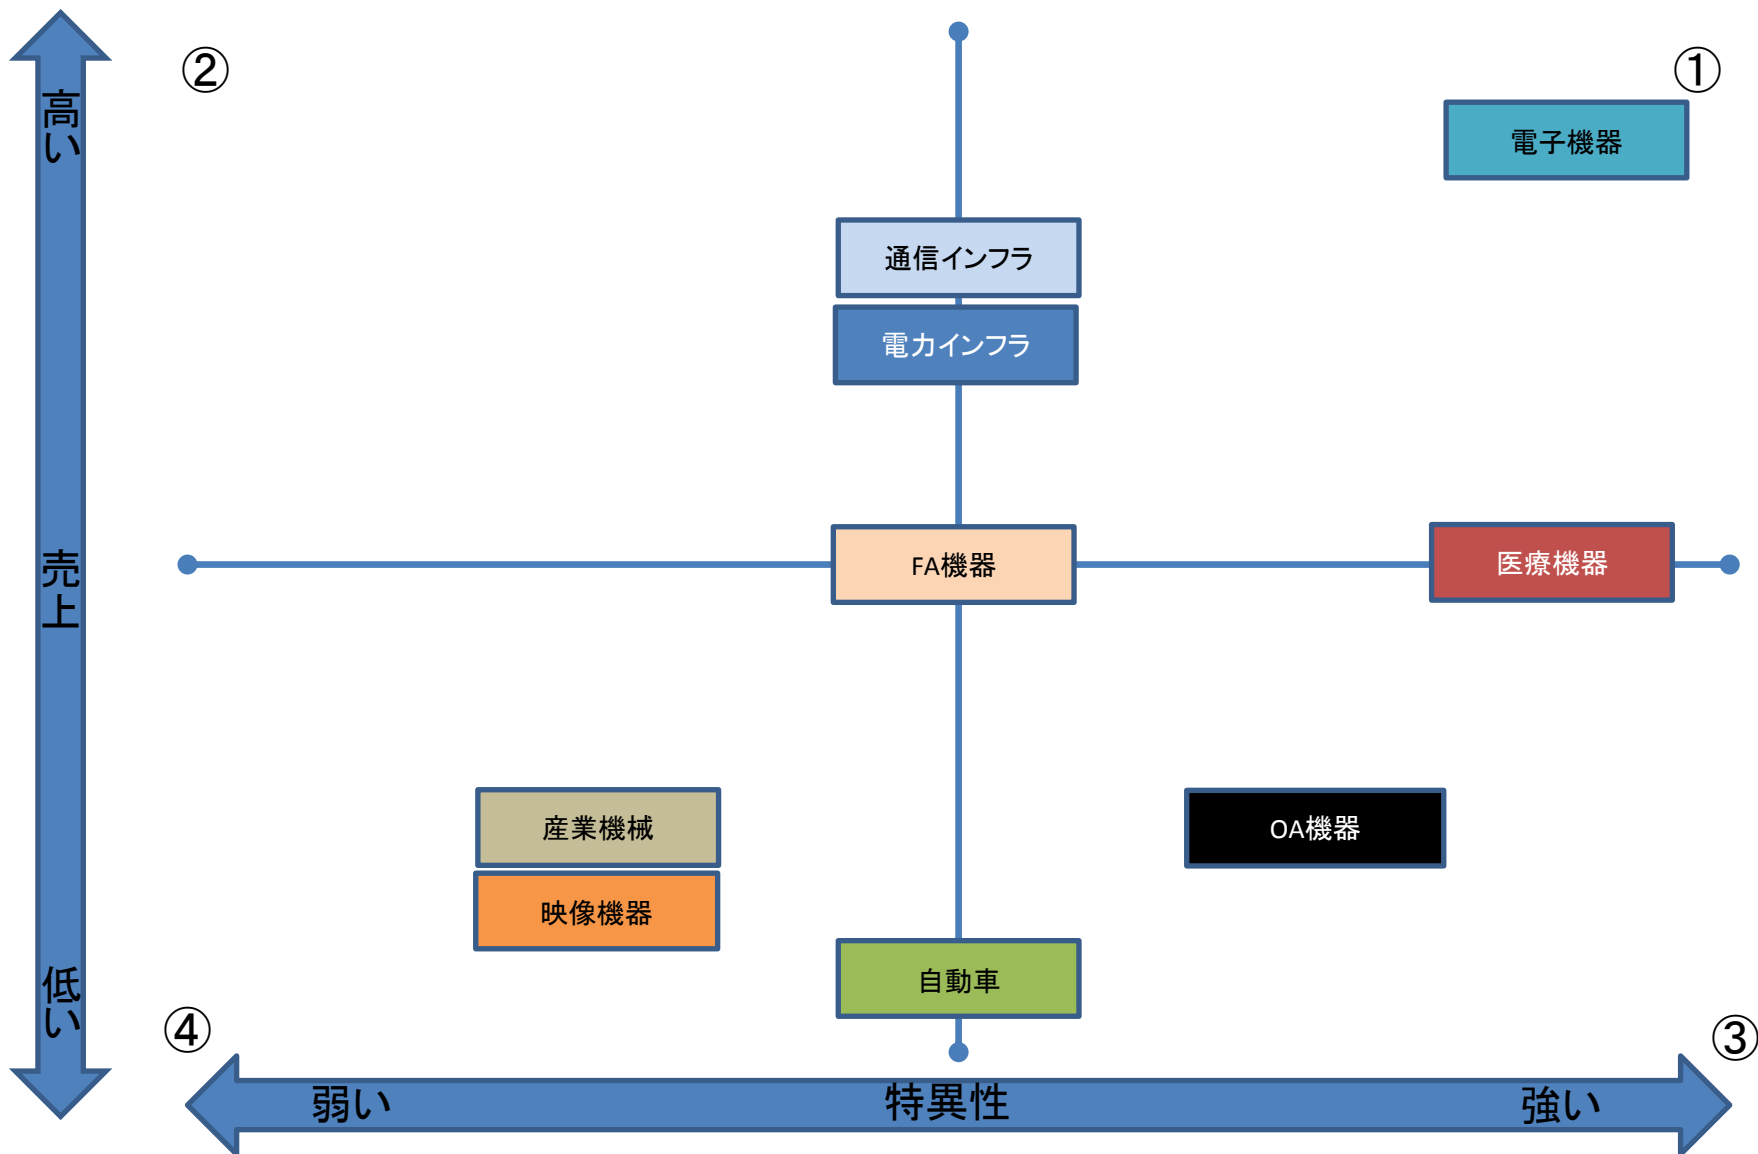 ②
①
高い
電子機器
通信インフラ
電力インフラ
売上
FA機器
医療機器
産業機械
OA機器
映像機器
自動車
低い
④
③
弱い
特異性
強い